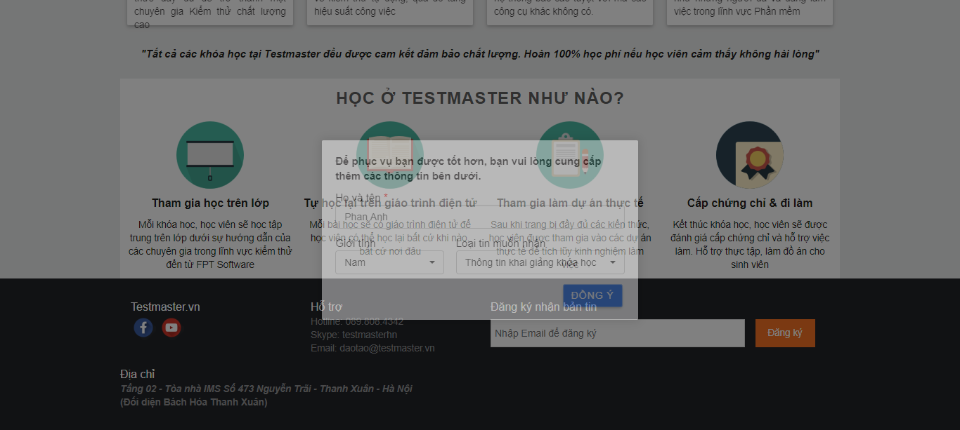 chuyên gia Kiểm thử chất lượng
cao
hiệu suất công việc
công cụ khác không có.
việc trong lĩnh vực Phần mềm
"Tất cả các khóa học tại Testmaster đều được cam kết đảm bảo chất lượng. Hoàn 100% học phí nếu học viên cảm thấy không hài lòng"
HỌC Ở TESTMASTER NHƯ NÀO?
Tham gia học trên lớp
Mỗi khóa học, học viên sẽ học tập
trung trên lớp dưới sự hướng dẫn của
các chuyên gia trong lĩnh vực kiểm thử
đến từ FPT Software
Tự học lại trên giáo trình điện tử
Mỗi bài học sẽ có giáo trình điện tử để
học viên có thể học lại bất cứ khi nào,
bất cứ nơi đâu
Tham gia làm dự án thực tế
Sau khi trang bị đầy đủ các kiến thức,
học viên được tham gia vào các dự án
thực tế để tích lũy kinh nghiệm làm
việc
Cấp chứng chỉ & đi làm
Kết thúc khóa học, học viên sẽ được
đánh giá cấp chứng chỉ và hỗ trợ việc
làm. Hỗ trợ thực tập, làm đồ án cho
sinh viên
Để phục vụ bạn được tốt hơn, bạn vui lòng cung cấp
thêm các thông tin bên dưới.
Họ và tên *
Phan Anh
Giới tính
Loại tin muốn nhận
Nam
Thông tin khai giảng khóa học
ĐỒNG Ý
Testmaster.vn
Hỗ trợ
Hotline: 089.808.4342
Skype: testmasterhn
Email: daotao@testmaster.vn
Đăng ký nhận bản tin
Nhập Email để đăng ký
Đăng ký
Địa chỉ
Tầng 02 - Tòa nhà IMS Số 473 Nguyễn Trãi - Thanh Xuân - Hà Nội
(Đối diện Bách Hóa Thanh Xuân)